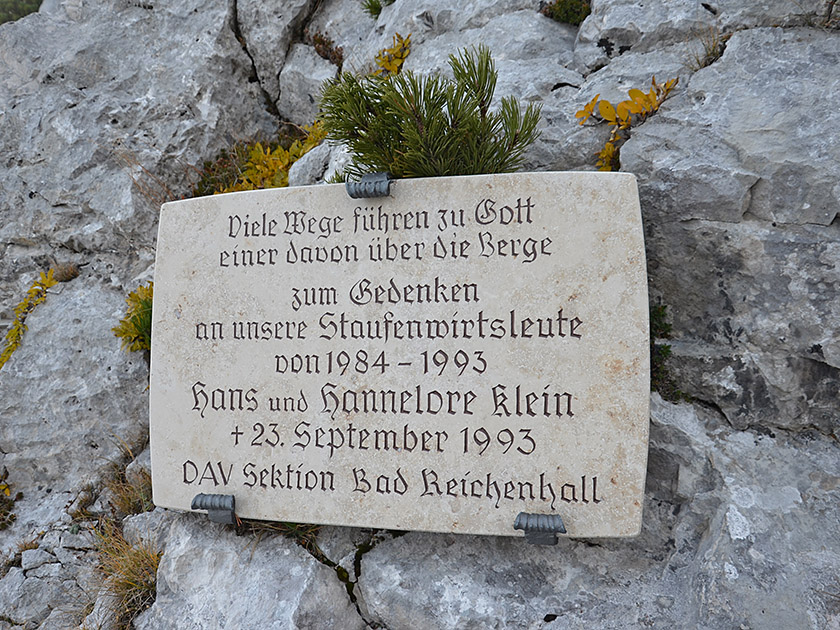 Viele Wege führen zu Gott
einer davon über die Berge
zum Gedenken
an unsere Staufenwirtsleute
von 1984 – 1993
Hans und Hannelore Klein
+ 23. September 1993
DAV Sektion Bad Reichenhall